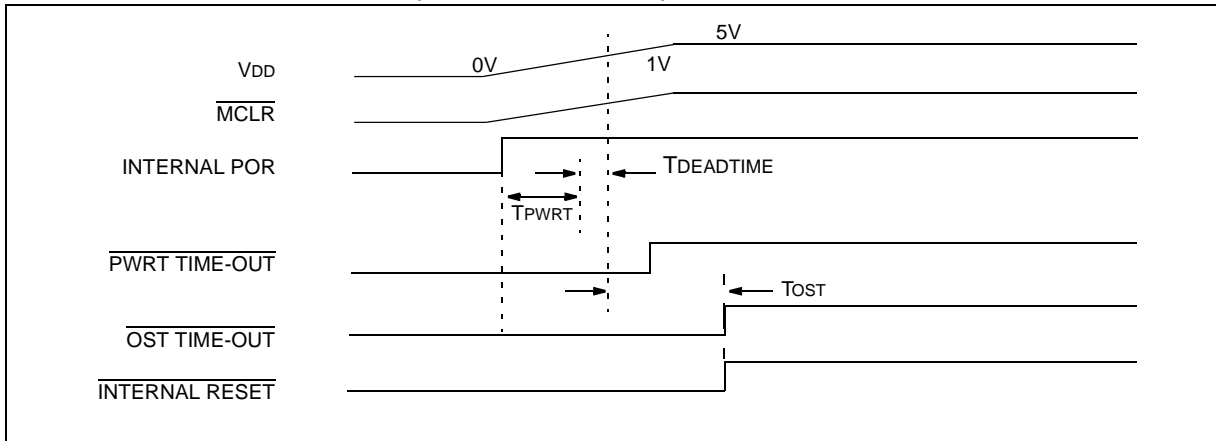 5V
VDD
0V
1V
MCLR
INTERNAL POR
TDEADTIME
TPWRT
PWRT TIME-OUT
TOST
OST TIME-OUT
INTERNAL RESET